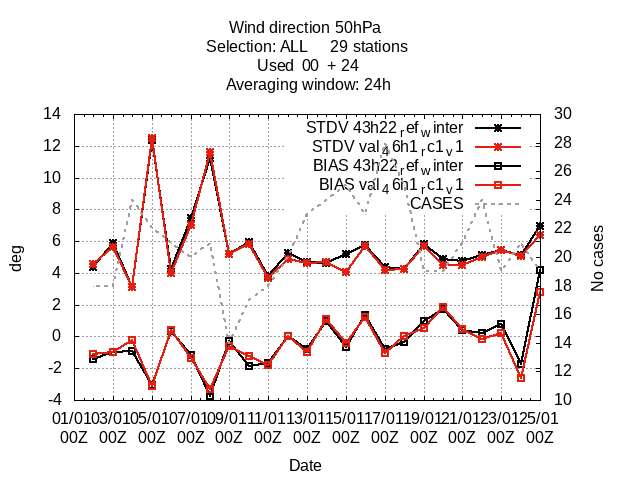 Wind direction 50hPa
Selection: ALL 29 stations
Used 00 + 24
Averaging window: 24h
14 30
12 28
10 26
8 24
6 22
4 20
2 18
0 16
-2 14
-4 12
10
deg
No cases
STDV 43h22_ref_winter
STDV val_46h1_rc1_v1
BIAS 43h22_ref_winter
BIAS val_46h1_rc1_v1
CASES
01/01 03/01 05/01 07/01 09/01 11/01 13/01 15/01 17/01 19/01 21/01 23/01 25/01
00Z 00Z 00Z 00Z 00Z 00Z 00Z 00Z 00Z 00Z 00Z 00Z 00Z
Date